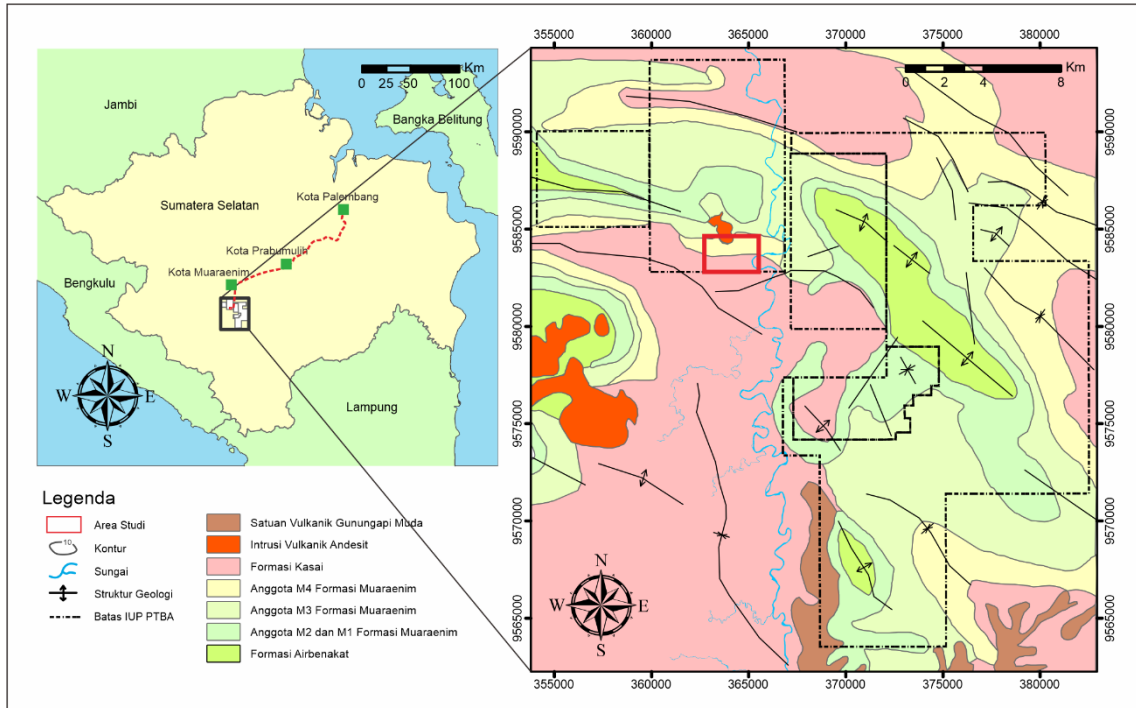 Km
0 25 50 100
Jambi
Bangka Belitung
Kota Palembang
Sumatera Selatan
Kota Prabumulih
Kota Muaraenim
Bengkulu
Lampung
N
W E
S
355000 360000 365000 370000 375000 380000
Km
0 2 4 8
9590000 9590000
9585000 9585000
9580000 9580000
9575000 9575000
9570000 9570000
9565000 9565000
N
W E
S
355000 360000 365000 370000 375000 380000
Legenda
Area Studi
10
Kontur
Sungai
Struktur Geologi
Batas IUP PTBA
Satuan Vulkanik Gunungapi Muda
Intrusi Vulkanik Andesit
Formasi Kasai
Anggota M4 Formasi Muaraenim
Anggota M3 Formasi Muaraenim
Anggota M2 dan M1 Formasi Muaraenim
Formasi Airbenakat